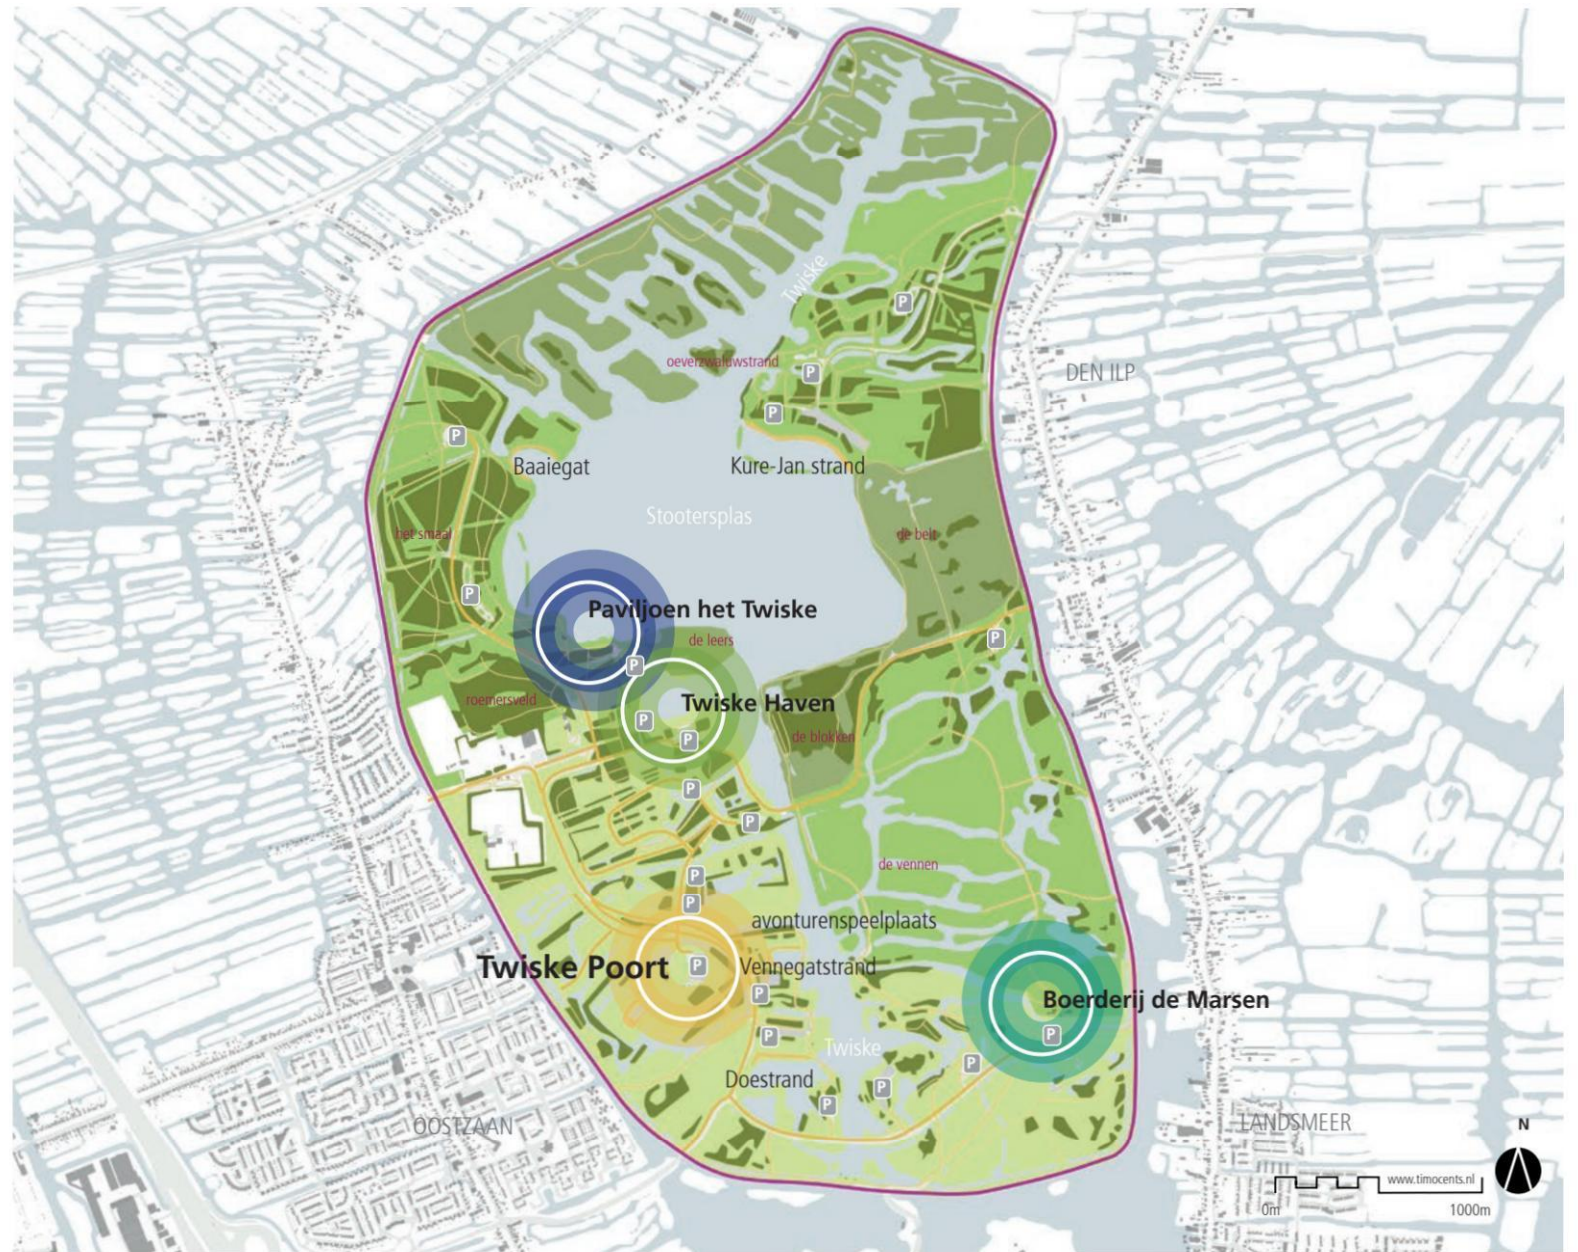 Twiske
P
oeverzwaluwstrand
P
DEN ILP
P
P
Baaiegat
Kure-Jan strand
Stootersplas
het smaal
de belt
P
Paviljoen het Twiske
de leers
P
P
roemersveld
Twiske Haven
P
P
de blokken
P
P
de vennen
P
P
avonturenspeelplaats
Twiske Poort
P
Vennegatstrand
P
Boerderij de Marsen
P
P
Twiske
P
Doestrand
P
P
OOSTZAAN
LANDSMEER
N
www.timocents.nl
0m
1000m